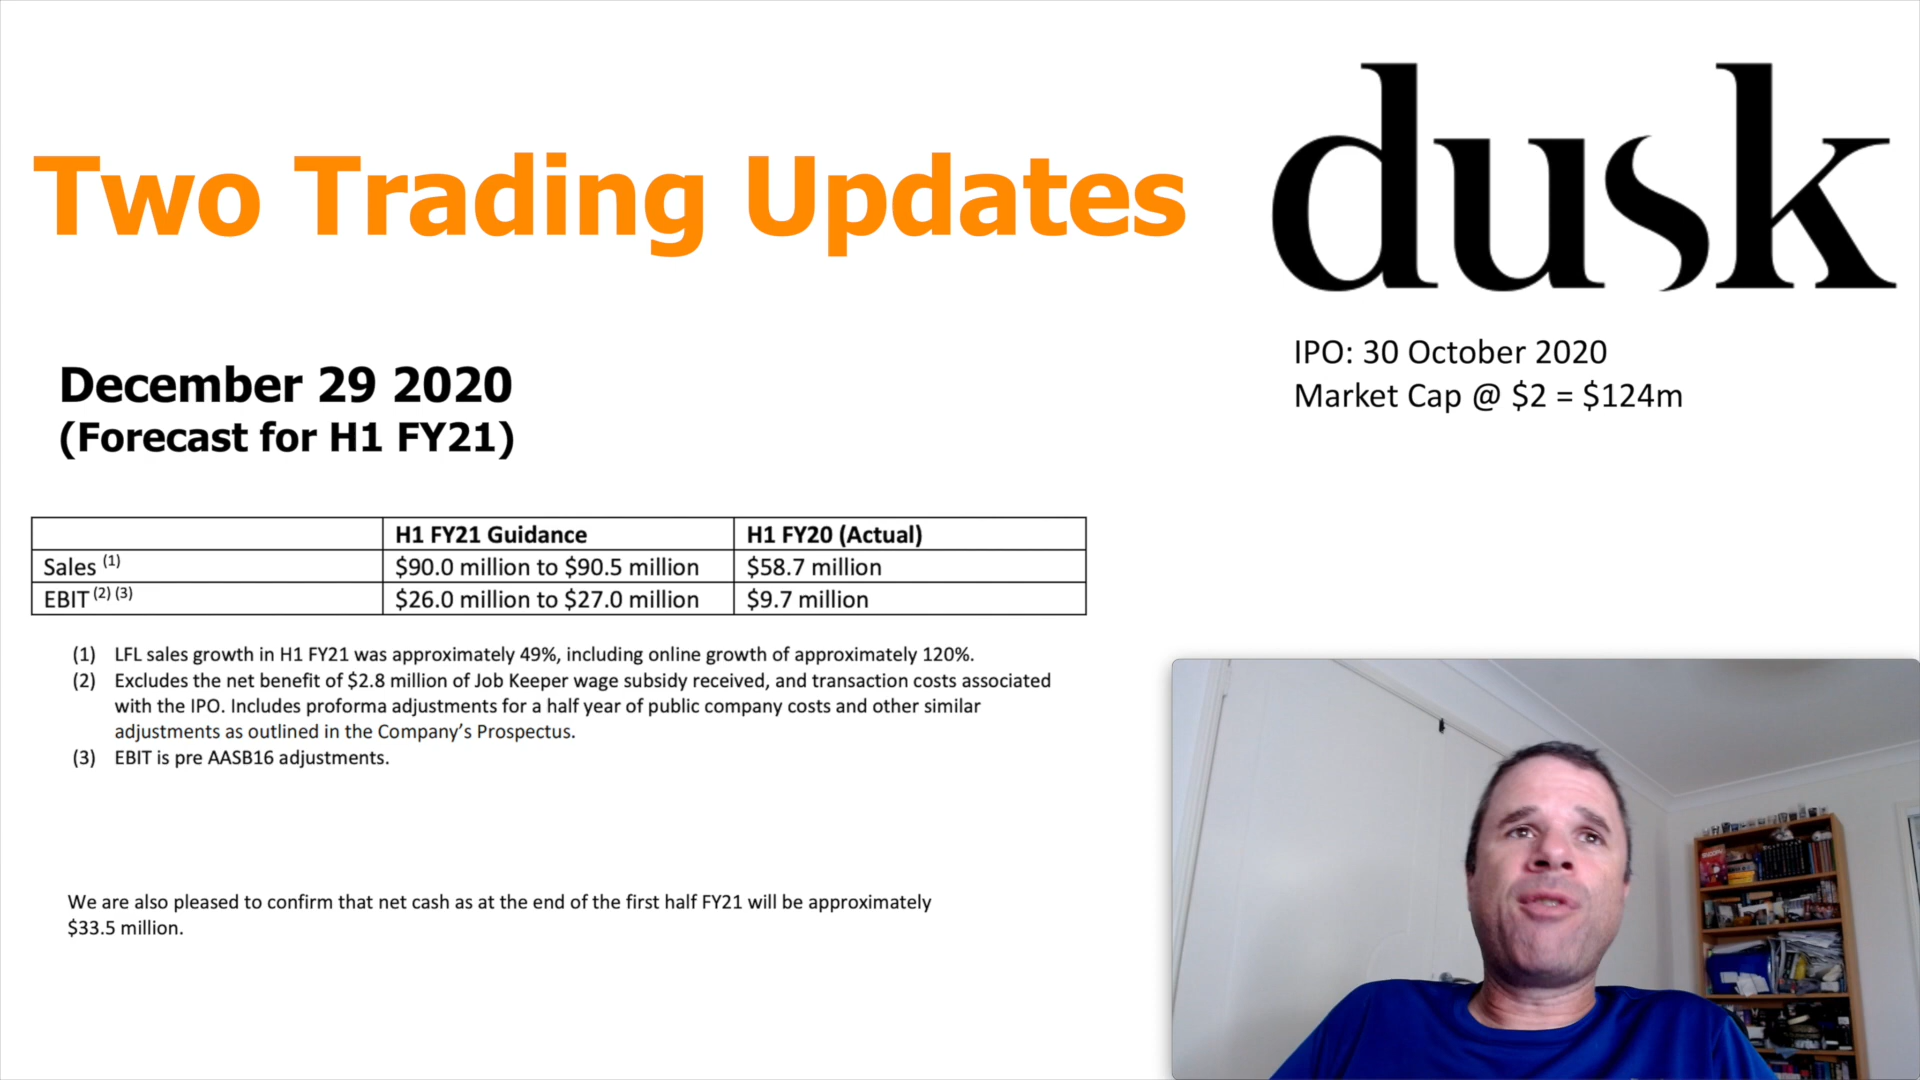 Two Trading Updates
dusk
IPO: 30 October 2020
Market Cap @ $2 = $124m
December 29 2020
(Forecast for H1 FY21)
H1 FY21 Guidance H1 FY20 (Actual)
Sales (1) $90.0 million to $90.5 million $58.7 million
EBIT (2) (3) $26.0 million to $27.0 million $9.7 million
(1) LFL sales growth in H1 FY21 was approximately 49%, including online growth of approximately 120%.
(2) Excludes the net benefit of $2.8 million of Job Keeper wage subsidy received, and transaction costs associated
with the IPO. Includes proforma adjustments for a half year of public company costs and other similar
adjustments as outlined in the Company’s Prospectus.
(3) EBIT is pre AASB16 adjustments.
We are also pleased to confirm that net cash as at the end of the first half FY21 will be approximately
$33.5 million.